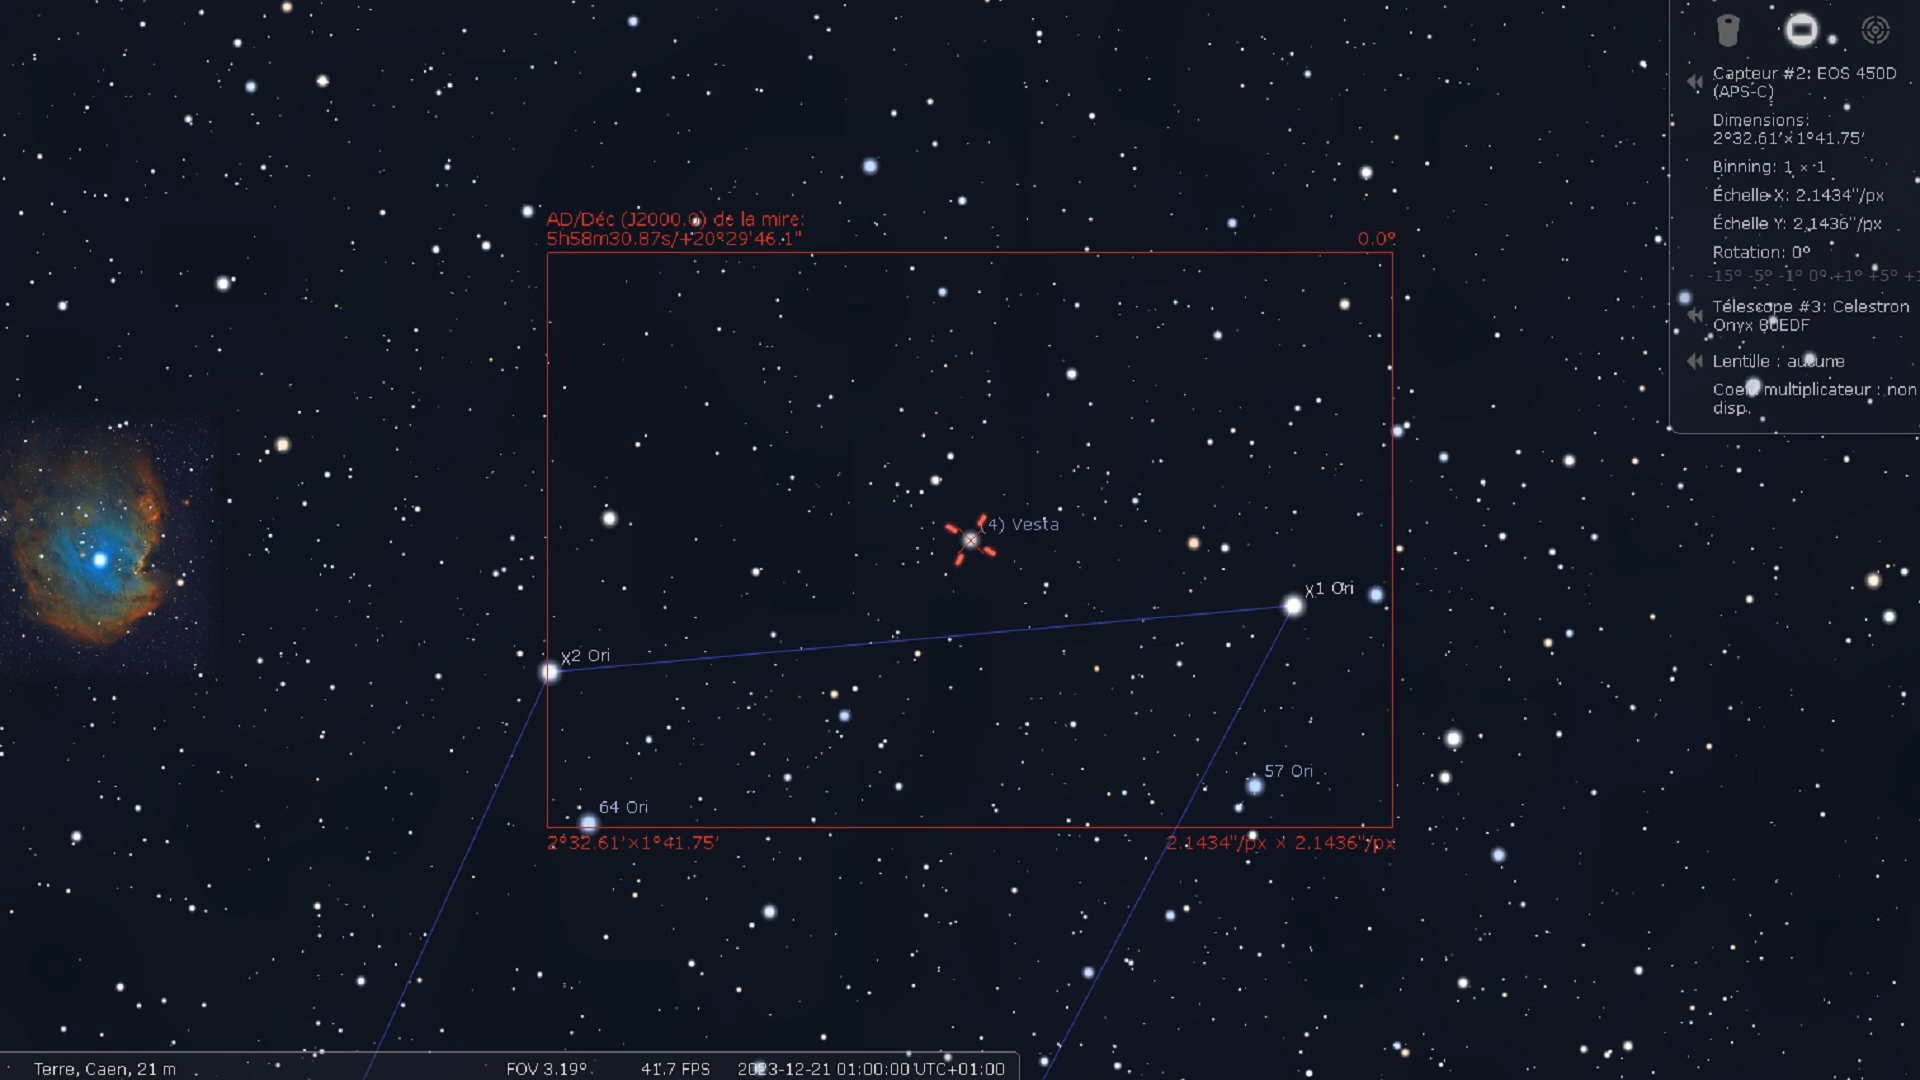 Capteur #2: EOS 450D
(APS-C)
Dimensions:
2°32.61'×1°41.75'
Binning: 1 × 1
Échelle X: 2.1434"/px
Échelle Y: 2.1436"/px
Rotation: 0°
-15° -5° -1° 0° +1° +5° +1
Télescope #3: Celestron
Onyx 80EDF
Lentille : aucune
Coef. multiplicateur : non
disp.
AD/Déc (J2000.0) de la mire:
5h58m30.87s/+20°29'46.1"
0.0°
(4) Vesta
χ1 Ori
χ2 Ori
57 Ori
64 Ori
2°32.61'×1°41.75'
2.1434"/px × 2.1436"/px
Terre, Caen, 21 m
FOV 3.19°
41.7 FPS
2023-12-21 01:00:00 UTC+01:00